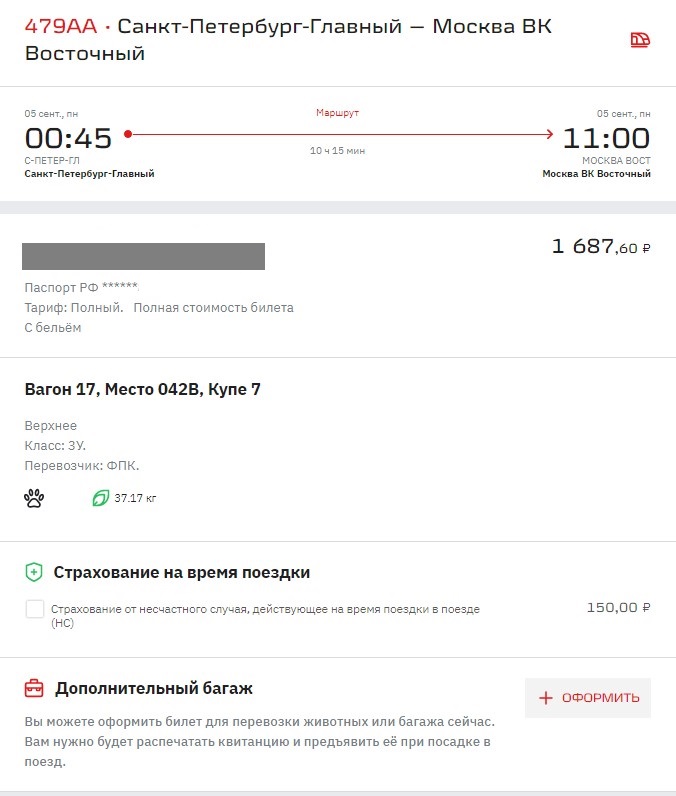 479АА · Санкт-Петербург-Главный — Москва ВК
Восточный
05 сент., пн
Маршрут
05 сент., пн
00:45
11:00
10 ч 15 мин
С-ПЕТЕР-ГЛ
МОСКВА ВОСТ
Санкт-Петербург-Главный
Москва ВК Восточный
1 687,60 ₽
Паспорт РФ ******
Тариф: Полный. Полная стоимость билета
С бельём
Вагон 17, Место 042В, Купе 7
Верхнее
Класс: 3У.
Перевозчик: ФПК.
37.17 кг
Страхование на время поездки
Страхование от несчастного случая, действующее на время поездки в поезде
(НС)
150,00 ₽
Дополнительный багаж
+ ОФОРМИТЬ
Вы можете оформить билет для перевозки животных или багажа сейчас.
Вам нужно будет распечатать квитанцию и предъявить её при посадке в
поезд.